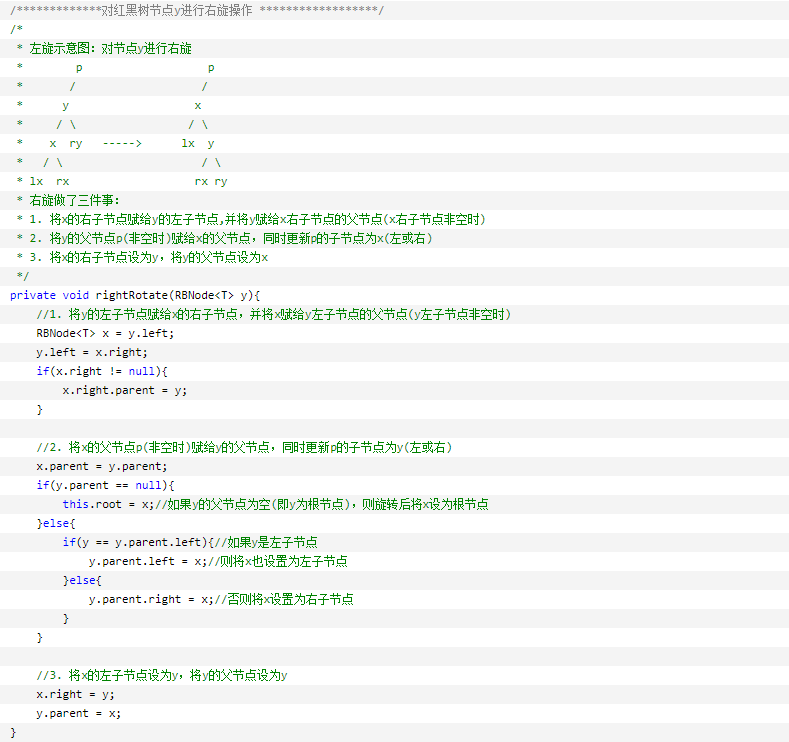 /*************对红黑树节点y进行右旋操作 ******************/
/*
 * 左旋示意图：对节点y进行右旋
 *        p                   p
 *       /                   /
 *      y                   x
 *     / \                 / \
 *    x  ry   ----->      lx  y
 *   / \                     / \
 * lx  rx                   rx ry
 * 右旋做了三件事：
 * 1. 将x的右子节点赋给y的左子节点,并将y赋给x右子节点的父节点(x右子节点非空时)
 * 2. 将y的父节点p(非空时)赋给x的父节点，同时更新p的子节点为x(左或右)
 * 3. 将x的右子节点设为y，将y的父节点设为x
 */
private void rightRotate(RBNode<T> y){
    //1. 将y的左子节点赋给x的右子节点，并将x赋给y左子节点的父节点(y左子节点非空时)
    RBNode<T> x = y.left;
    y.left = x.right;
    if(x.right != null){
        x.right.parent = y;
    }

    //2. 将x的父节点p(非空时)赋给y的父节点，同时更新p的子节点为y(左或右)
    x.parent = y.parent;
    if(y.parent == null){
        this.root = x;//如果y的父节点为空(即y为根节点)，则旋转后将x设为根节点
    }else{
        if(y == y.parent.left){//如果y是左子节点
            y.parent.left = x;//则将x也设置为左子节点
        }else{
            y.parent.right = x;//否则将x设置为右子节点
        }
    }

    //3. 将x的左子节点设为y，将y的父节点设为y
    x.right = y;
    y.parent = x;
}